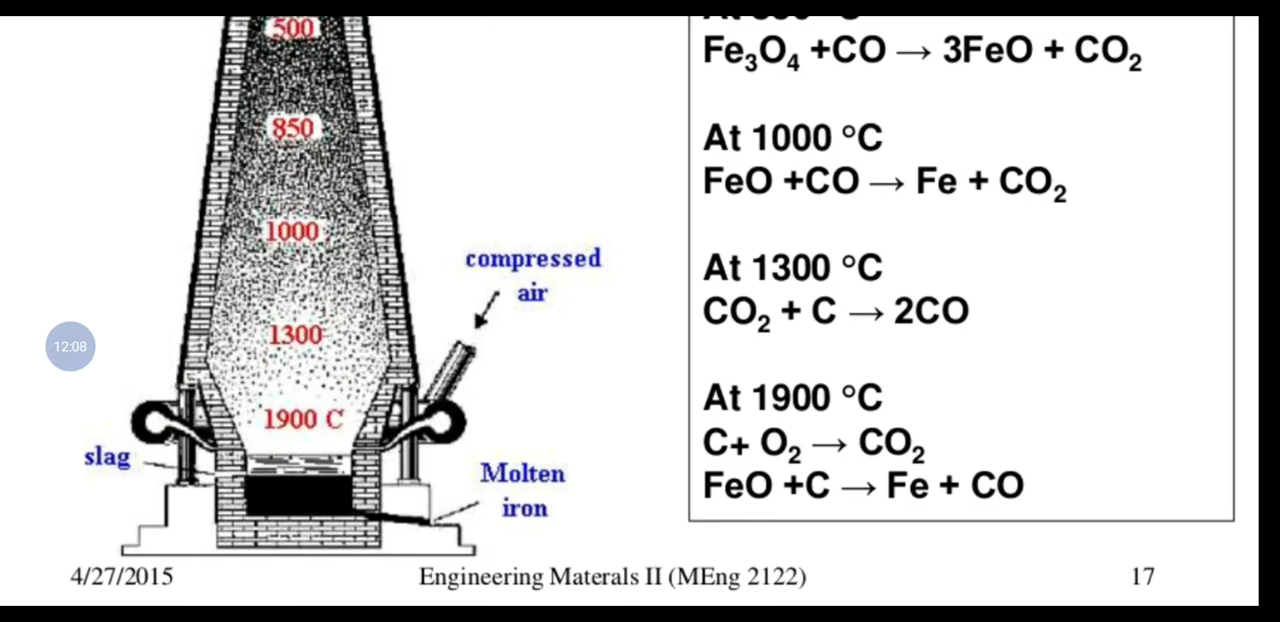 500
850
1000
1300
1900 C
compressed
air
slag
Molten
iron
12:08
Fe₃O₄ +CO → 3FeO + CO₂
At 1000 °C
FeO +CO → Fe + CO₂
At 1300 °C
CO₂ + C → 2CO
At 1900 °C
C+ O₂ → CO₂
FeO +C → Fe + CO
4/27/2015
Engineering Materals II (MEng 2122)
17